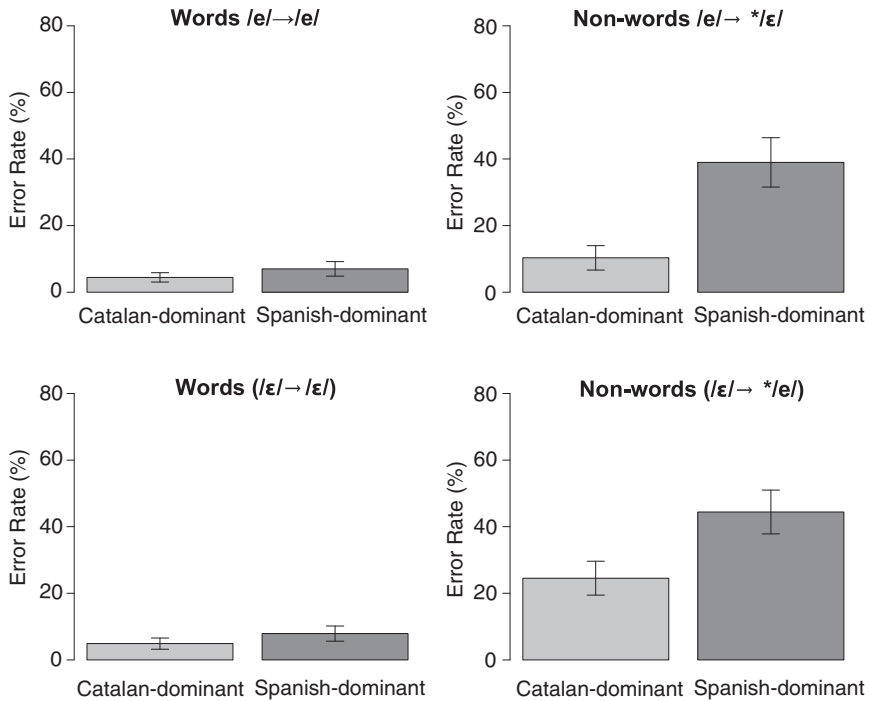 Words /e/→/e/
80
60
40
20
0
Error Rate (%)
Catalan-dominant Spanish-dominant
Non-words /e/→ */ɛ/
80
60
40
20
0
Error Rate (%)
Catalan-dominant Spanish-dominant
Words (/ɛ/→/ɛ/)
80
60
40
20
0
Error Rate (%)
Catalan-dominant Spanish-dominant
Non-words (/ɛ/→ */e/)
80
60
40
20
0
Error Rate (%)
Catalan-dominant Spanish-dominant